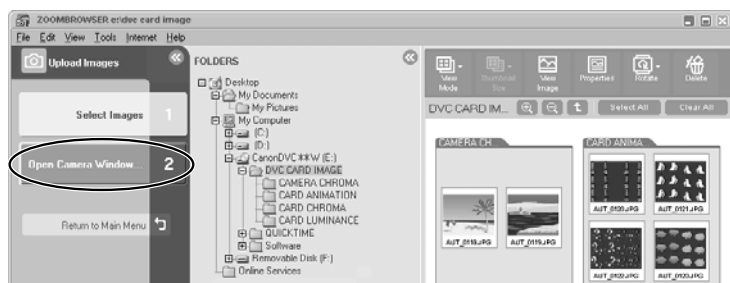 ZOOMBROWSER e:\dvc card image
File Edit View Tools Internet Help
Upload Images
Select Images 1
Open Camera Window... 2
Return to Main Menu
FOLDERS
Desktop
My Documents
My Pictures
My Computer
(C:)
(D:)
CanonDVC **W (E:)
DVC CARD IMAGE
CAMERA CHROMA
CARD ANIMATION
CARD CHROMA
CARD LUMINANCE
QUICKTIME
Software
Removable Disk (F:)
Online Services
View Mode
Thumbnail Size
View Image
Properties
Rotate
Delete
DVC CARD IM...
Select All
Clear All
CAMERA CH
AUT_0118.JPG
AUT_0119.JPG
CARD ANIMA
AUT_0120.JPG
AUT_0121.JPG
AUT_0122.JPG
AUT_0123.JPG